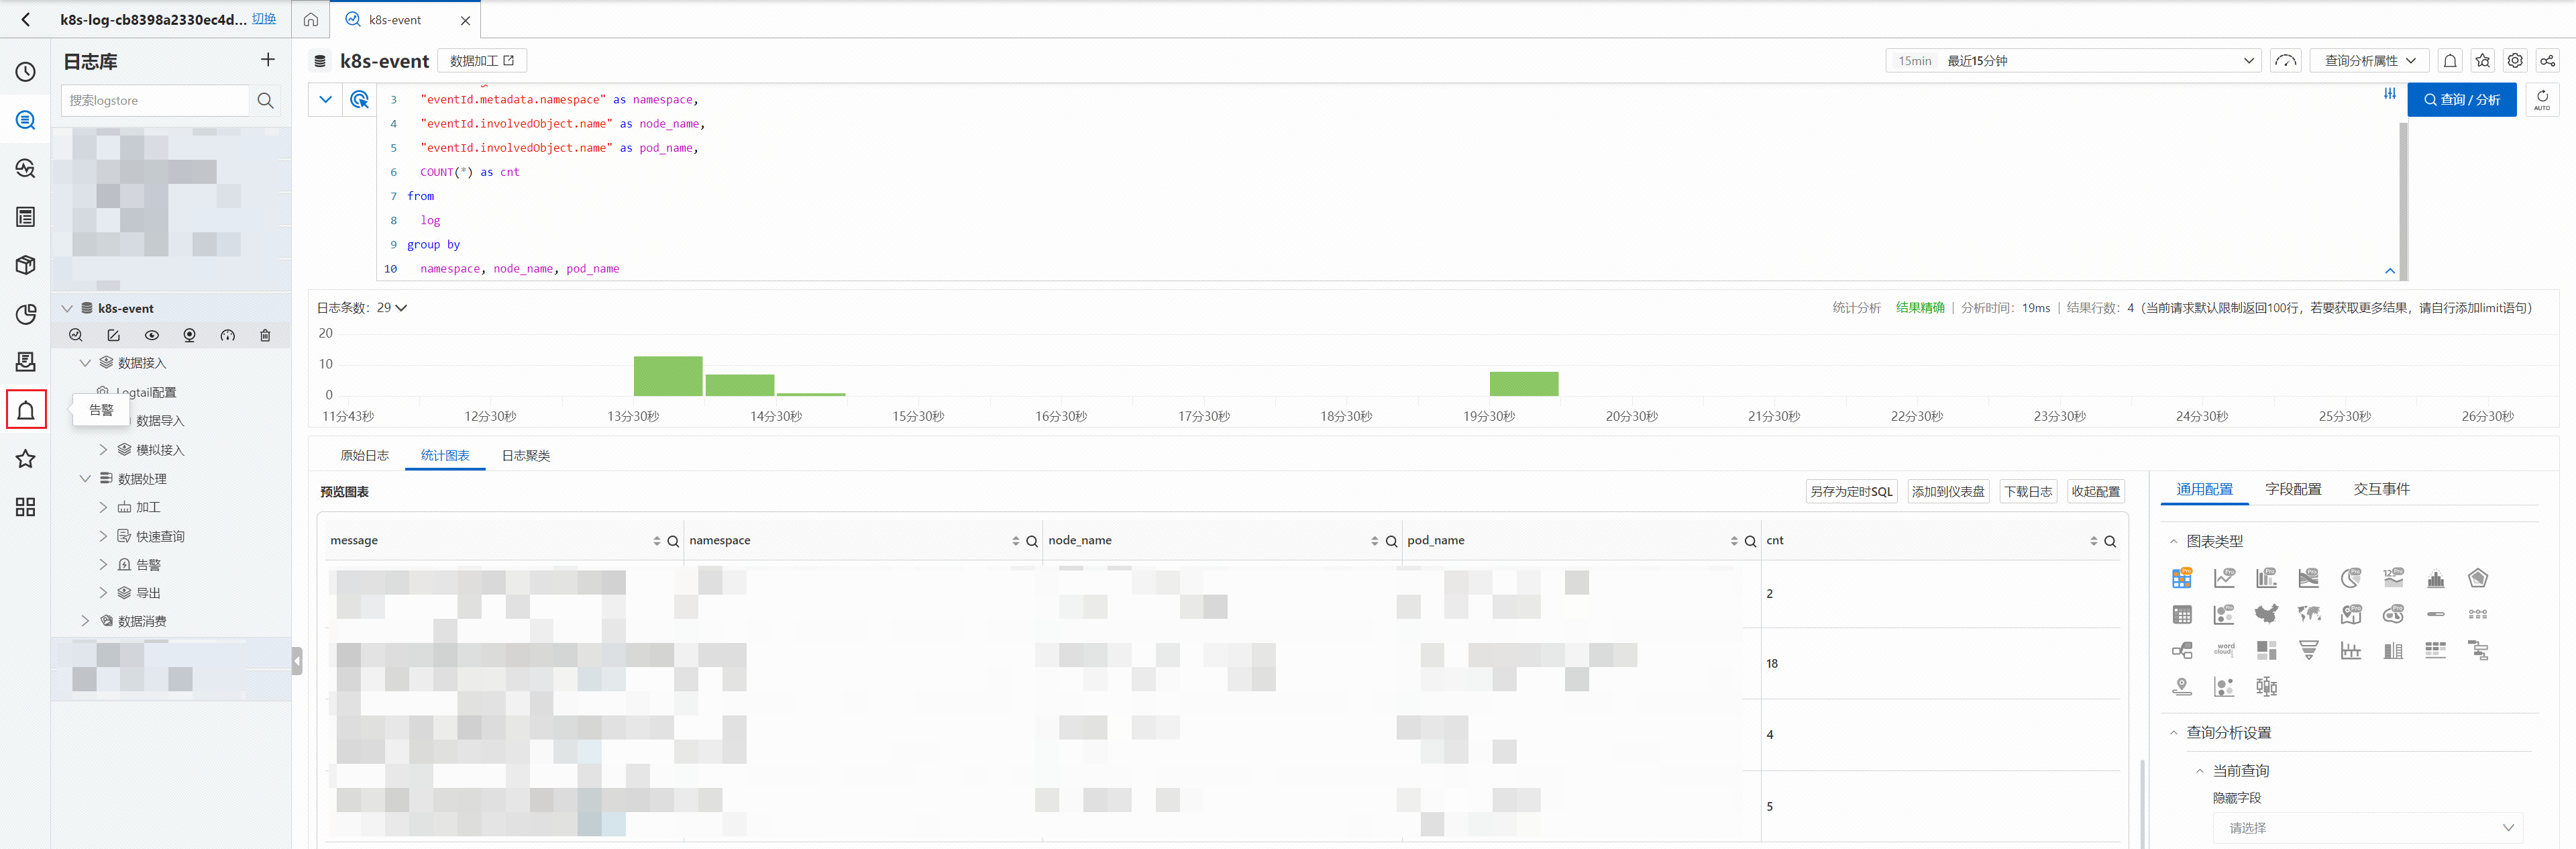 k8s-log-cb8398a2330ec4d... 切换
k8s-event
日志库
搜索logstore
k8s-event
数据接入
Logtail配置
告警
数据导入
模拟接入
数据处理
加工
快速查询
告警
导出
数据消费
k8s-event 数据加工
15min 最近15分钟
查询分析属性
查询 / 分析
AUTO
3 "eventId.metadata.namespace" as namespace,
4 "eventId.involvedObject.name" as node_name,
5 "eventId.involvedObject.name" as pod_name,
6 COUNT(*) as cnt
7 from
8 log
9 group by
10 namespace, node_name, pod_name
日志条数: 29
统计分析 结果精确 | 分析时间: 19ms | 结果行数: 4 (当前请求默认限制返回100行, 若要获取更多结果, 请自行添加limit语句)
20
10
0
11分43秒 12分30秒 13分30秒 14分30秒 15分30秒 16分30秒 17分30秒 18分30秒 19分30秒 20分30秒 21分30秒 22分30秒 23分30秒 24分30秒 25分30秒 26分30秒
原始日志 统计图表 日志聚类
预览图表
另存为定时SQL 添加到仪表盘 下载日志 收起配置
message namespace node_name pod_name cnt
2
18
4
5
通用配置 字段配置 交互事件
图表类型
word
cloud
查询分析设置
当前查询
隐藏字段
请选择